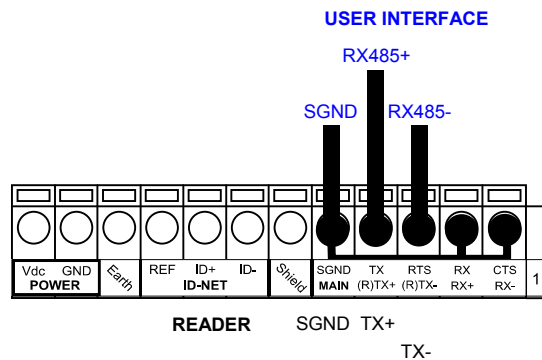 USER INTERFACE
RX485+
SGND RX485-
Vdc GND Earth REF ID+ ID- Shield SGND TX RTS RX CTS
POWER ID-NET MAIN (R)TX+ (R)TX- RX+ RX- 1
READER SGND TX+
TX-